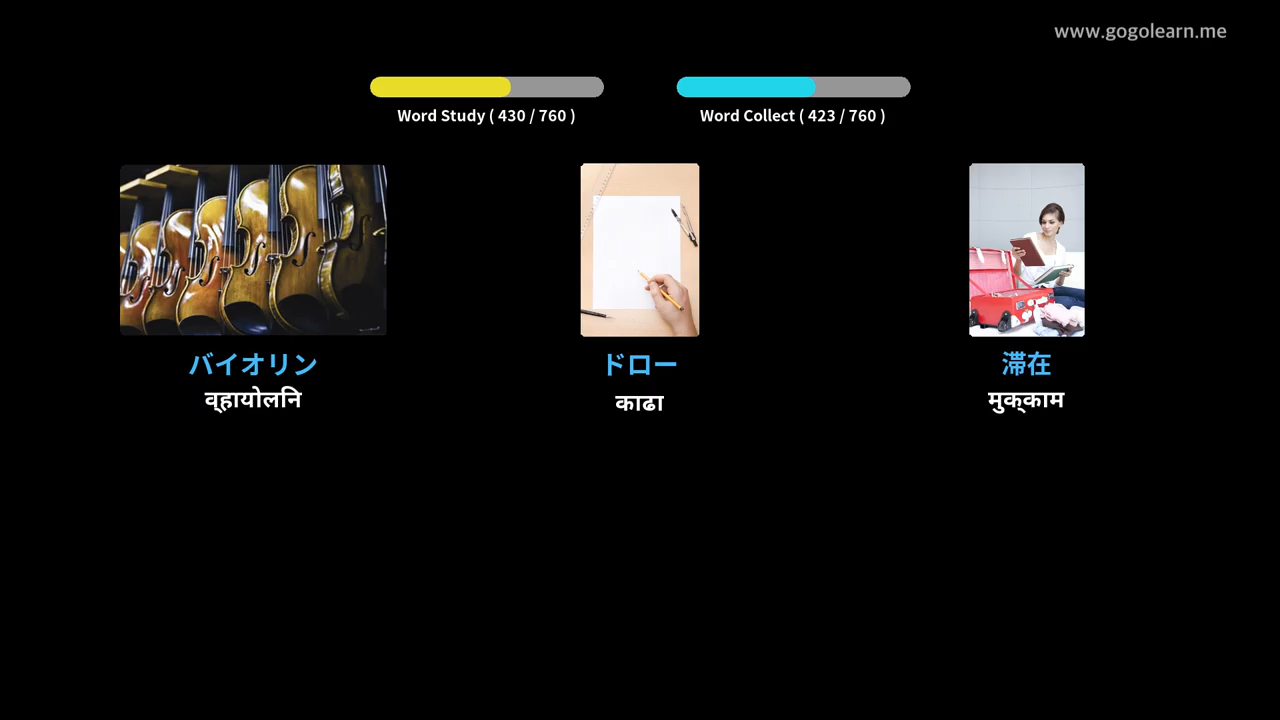 www.gogolearn.me
Word Study ( 430 / 760 )
Word Collect ( 423 / 760 )
バイオリン
ドロー
滞在
व्हायोलनि
काढा
मुक्काम